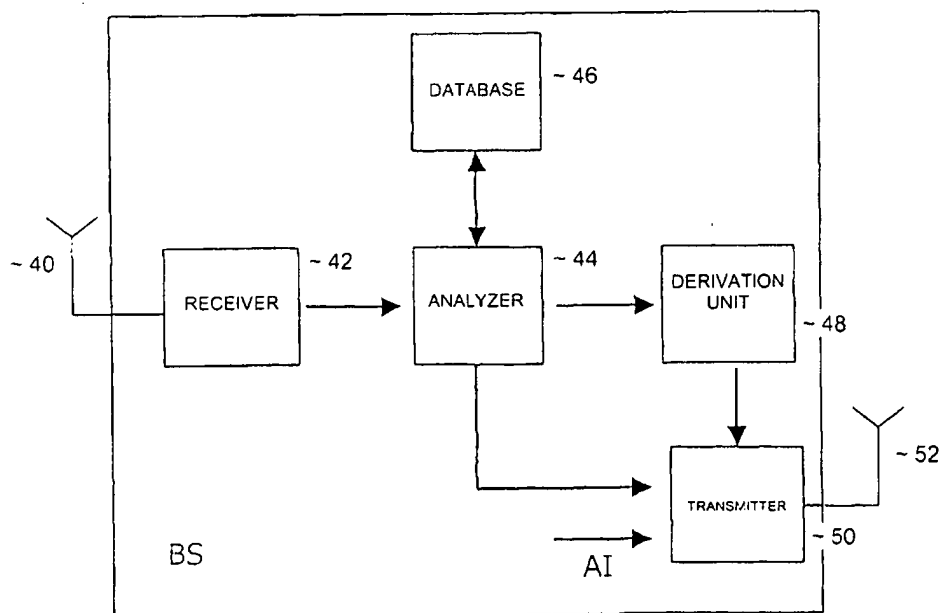 DATABASE
~ 46
~ 40
~ 42
~ 44
RECEIVER
ANALYZER
DERIVATION
UNIT
~ 48
~ 52
TRANSMITTER
~ 50
BS
AI